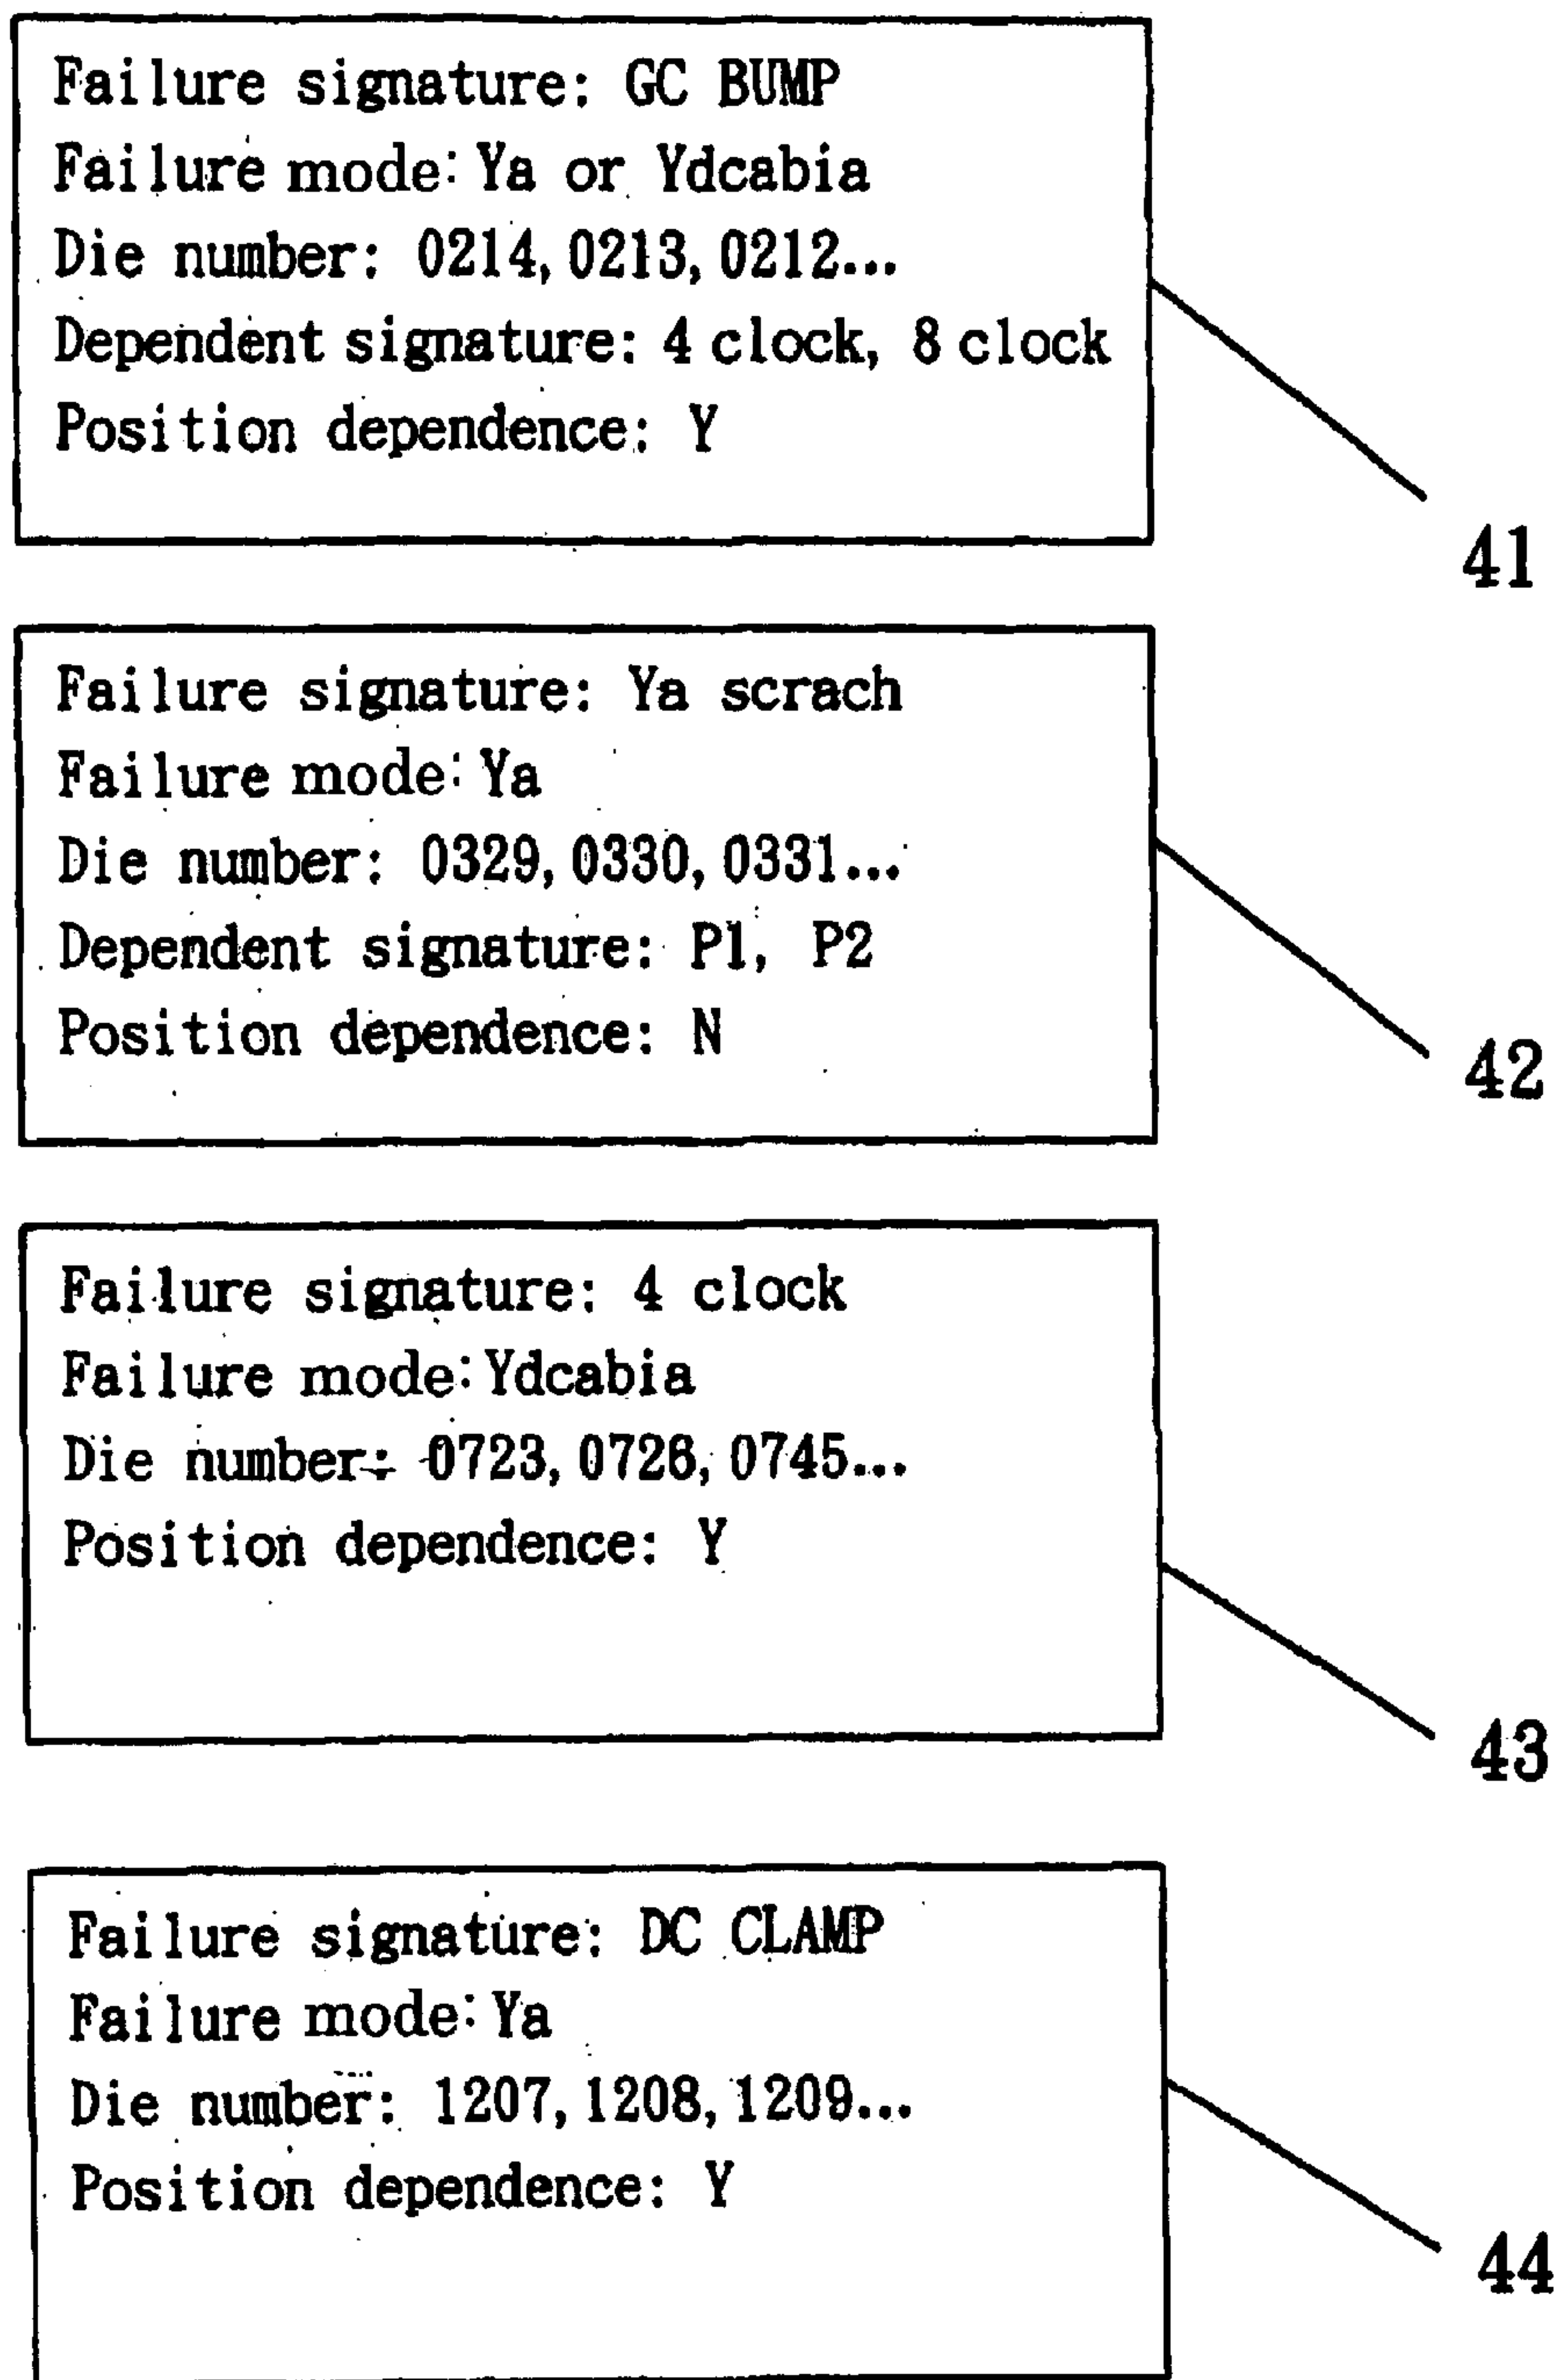 Failure signature: GC BUMP
Failure mode: Ya or Ydcabia
Die number: 0214, 0213, 0212...
Dependent signature: 4 clock, 8 clock
Position dependence: Y
41
Failure signature: Ya scrach
Failure mode: Ya
Die number: 0329, 0330, 0331...
Dependent signature: P1, P2
Position dependence: N
42
Failure signature: 4 clock
Failure mode: Ydcabia
Die number: 0723, 0726, 0745...
Position dependence: Y
43
Failure signature: DC CLAMP
Failure mode: Ya
Die number: 1207, 1208, 1209...
Position dependence: Y
44